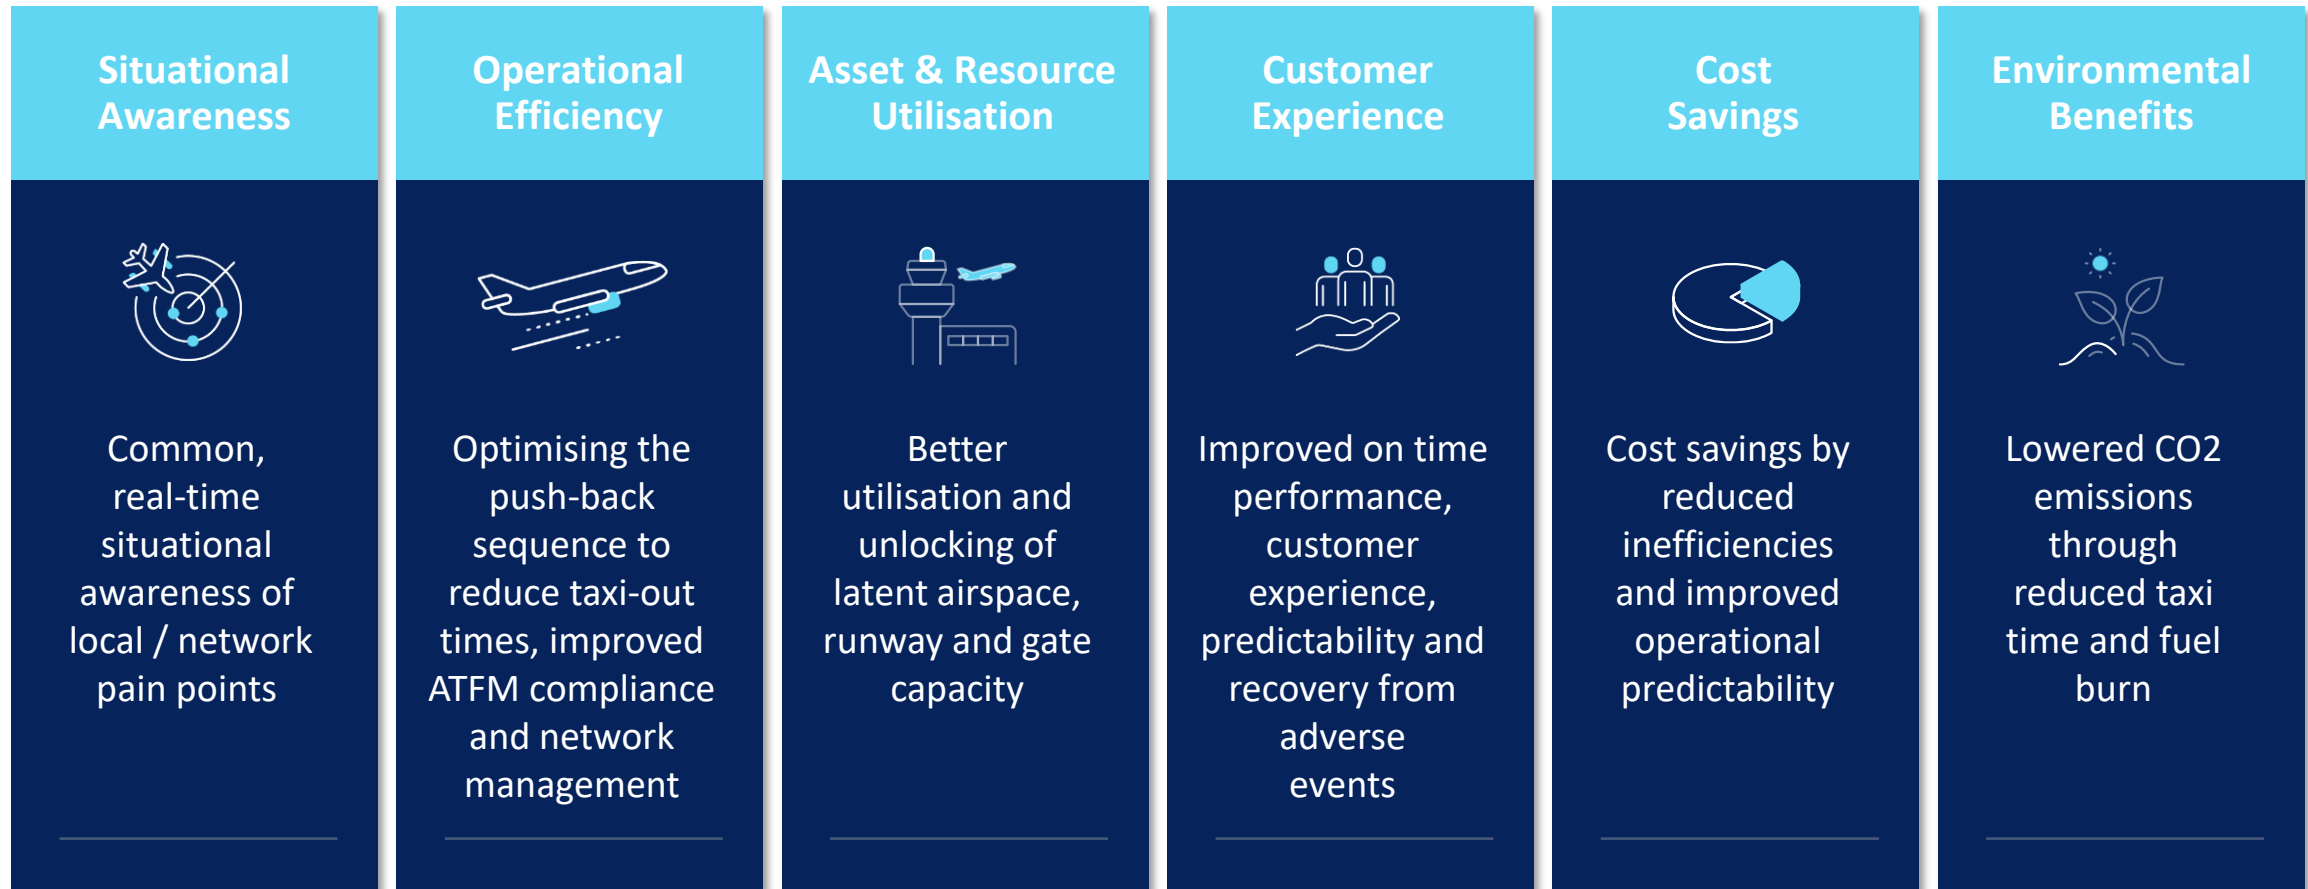 Situational
Awareness
Common,
real-time
situational
awareness of
local / network
pain points
Operational
Efficiency
Optimising the
push-back
sequence to
reduce taxi-out
times, improved
ATFM compliance
and network
management
Asset & Resource
Utilisation
Better
utilisation and
unlocking of
latent airspace,
runway and gate
capacity
Customer
Experience
Improved on time
performance,
customer
experience,
predictability and
recovery from
adverse
events
Cost
Savings
Cost savings by
reduced
inefficiencies
and improved
operational
predictability
Environmental
Benefits
Lowered CO2
emissions
through
reduced taxi
time and fuel
burn